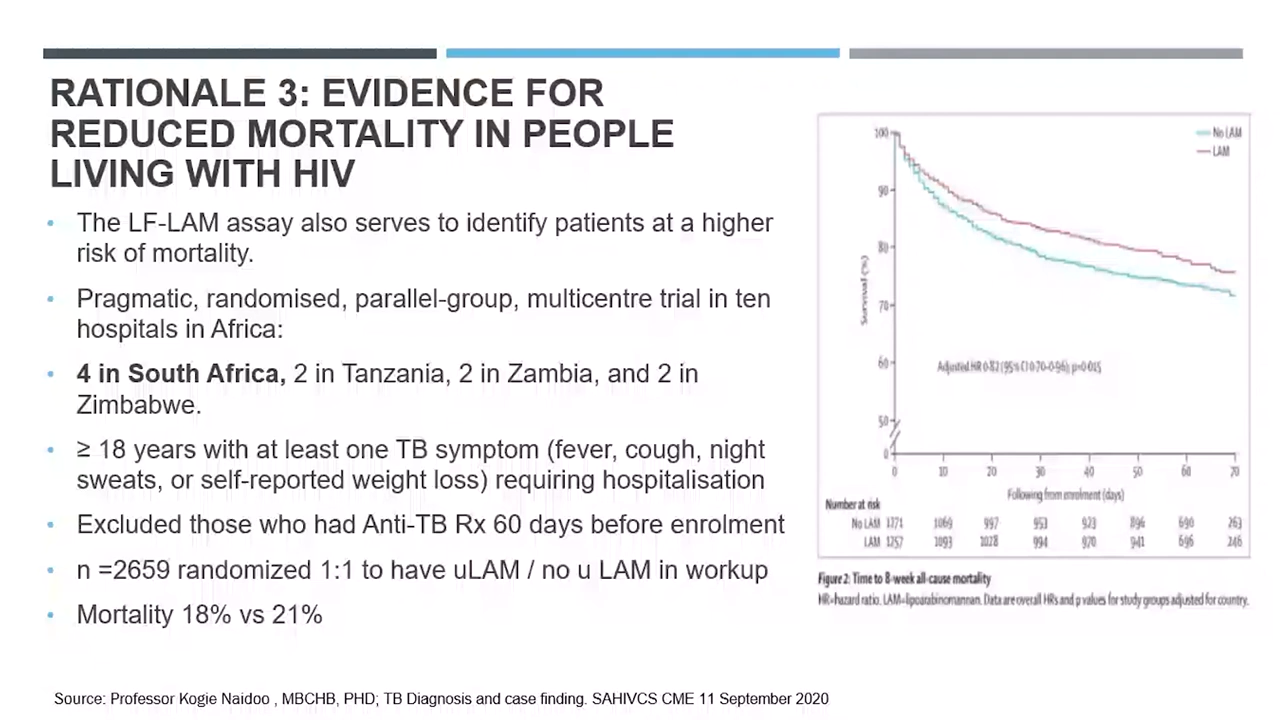 RATIONALE 3: EVIDENCE FOR
REDUCED MORTALITY IN PEOPLE
LIVING WITH HIV
• The LF-LAM assay also serves to identify patients at a higher
risk of mortality.
• Pragmatic, randomised, parallel-group, multicentre trial in ten
hospitals in Africa:
• 4 in South Africa, 2 in Tanzania, 2 in Zambia, and 2 in
Zimbabwe.
• ≥ 18 years with at least one TB symptom (fever, cough, night
sweats, or self-reported weight loss) requiring hospitalisation
• Excluded those who had Anti-TB Rx 60 days before enrolment
• n =2659 randomized 1:1 to have uLAM / no u LAM in workup
• Mortality 18% vs 21%
No LAM
LAM
Survival (%)
100
90
80
70
60
50
0
Adjusted HR 0·82 (95% CI 0·70-0·96), p=0·015
0 10 20 30 40 50 60 70
Following from enrolment (days)
Number at risk
No LAM 1271 1069 997 953 923 896 690 263
LAM 1257 1093 1028 994 970 941 696 246
Figure 2: Time to 8-week all-cause mortality
HR=hazard ratio. LAM=lipoarabinomannan. Data are overall HRs and p values for study groups adjusted for country.
Source: Professor Kogie Naidoo , MBCHB, PHD; TB Diagnosis and case finding. SAHIVCS CME 11 September 2020